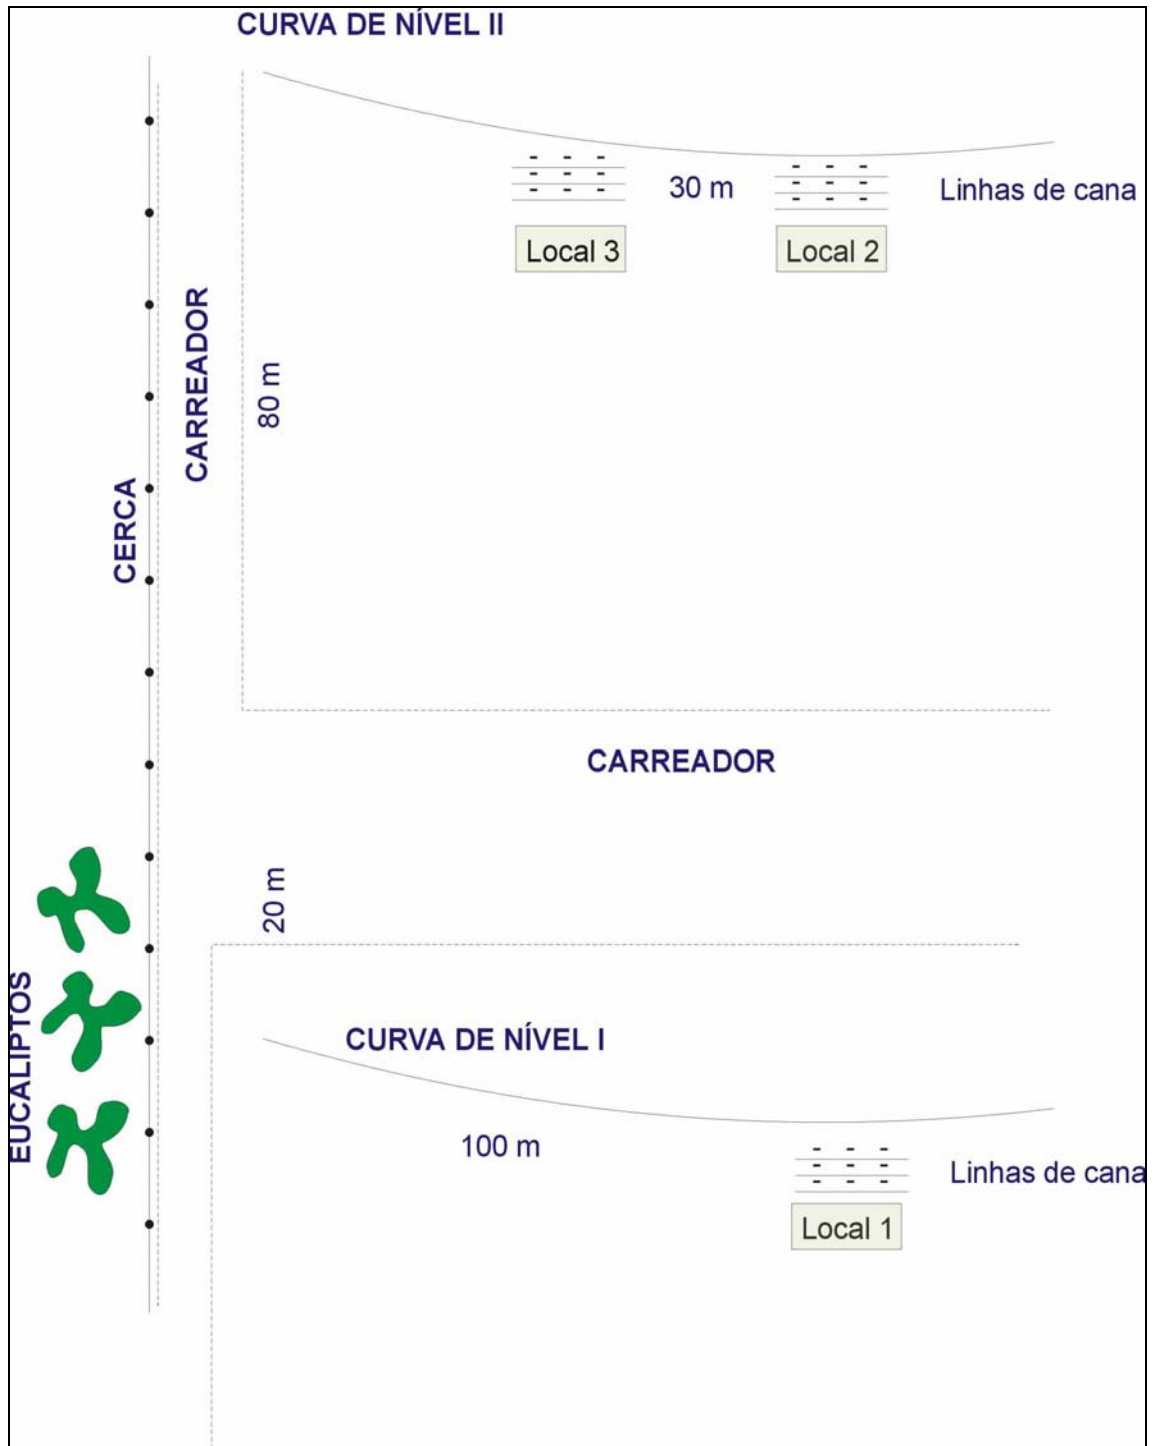 CURVA DE NÍVEL II
- - -
- - -
- - -
30 m
- - -
- - -
- - -
Linhas de cana
Local 3
Local 2
CARREADOR
80 m
CERCA
CARREADOR
20 m
EUCALIPTOS
CURVA DE NÍVEL I
100 m
- - -
- - -
- - -
Linhas de cana
Local 1